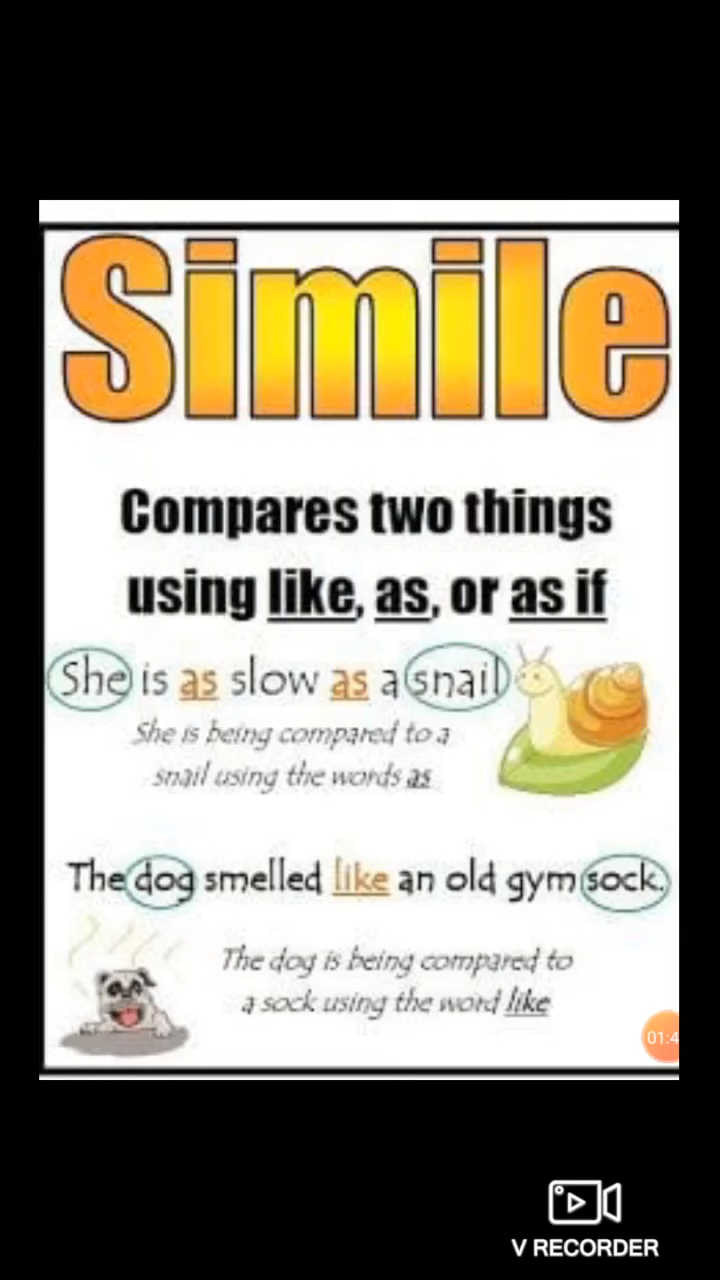 Simile
Compares two things
using like, as, or as if
She is as slow as a snail
She is being compared to a
snail using the words as
The dog smelled like an old gym sock.
The dog is being compared to
a sock using the word like
01:4
V RECORDER